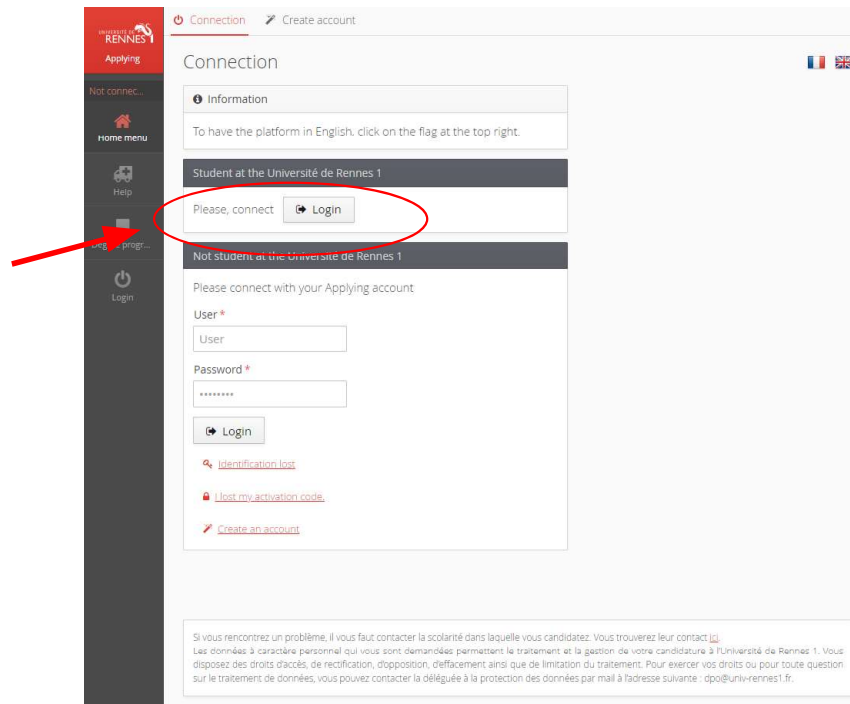 Connection
Create account
UNIVERSITÉ DE
RENNES 1
Applying
Connection
Not connec...
Information
Home menu
To have the platform in English, click on the flag at the top right.
Help
Student at the Université de Rennes 1
Please, connect
Login
progr...
Not student at the Université de Rennes 1
Login
Please connect with your Applying account
User *
User
Password *
••••••••
Login
Identification lost
I lost my activation code.
Create an account
Si vous rencontrez un problème, il vous faut contacter la scolarité dans laquelle vous candidatez. Vous trouverez leur contact ici.
Les données à caractère personnel qui vous sont demandées permettent le traitement et la gestion de votre candidature à l'Université de Rennes 1. Vous
disposez des droits d'accès, de rectification, d'opposition, d'effacement ainsi que de limitation du traitement. Pour exercer vos droits ou pour toute question
sur le traitement de données, vous pouvez contacter la déléguée à la protection des données par mail à l'adresse suivante : dpo@univ-rennes1.fr.